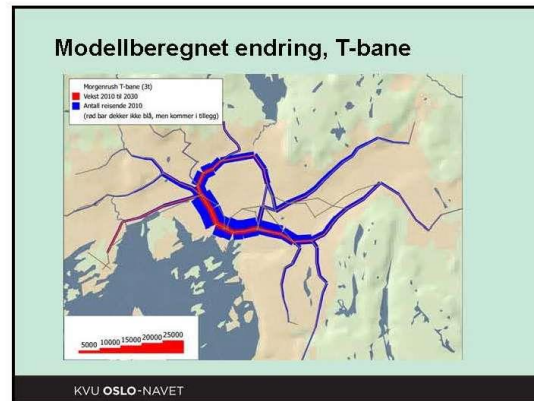 Modellberegnet endring, T-bane
Morgenrush T-bane (3t)
Vekst 2010 til 2030
Antall reisende 2010
(rød bar dekker ikke blå, men kommer i tillegg)
5000 10000 15000 20000 25000
KVU OSLO-NAVET